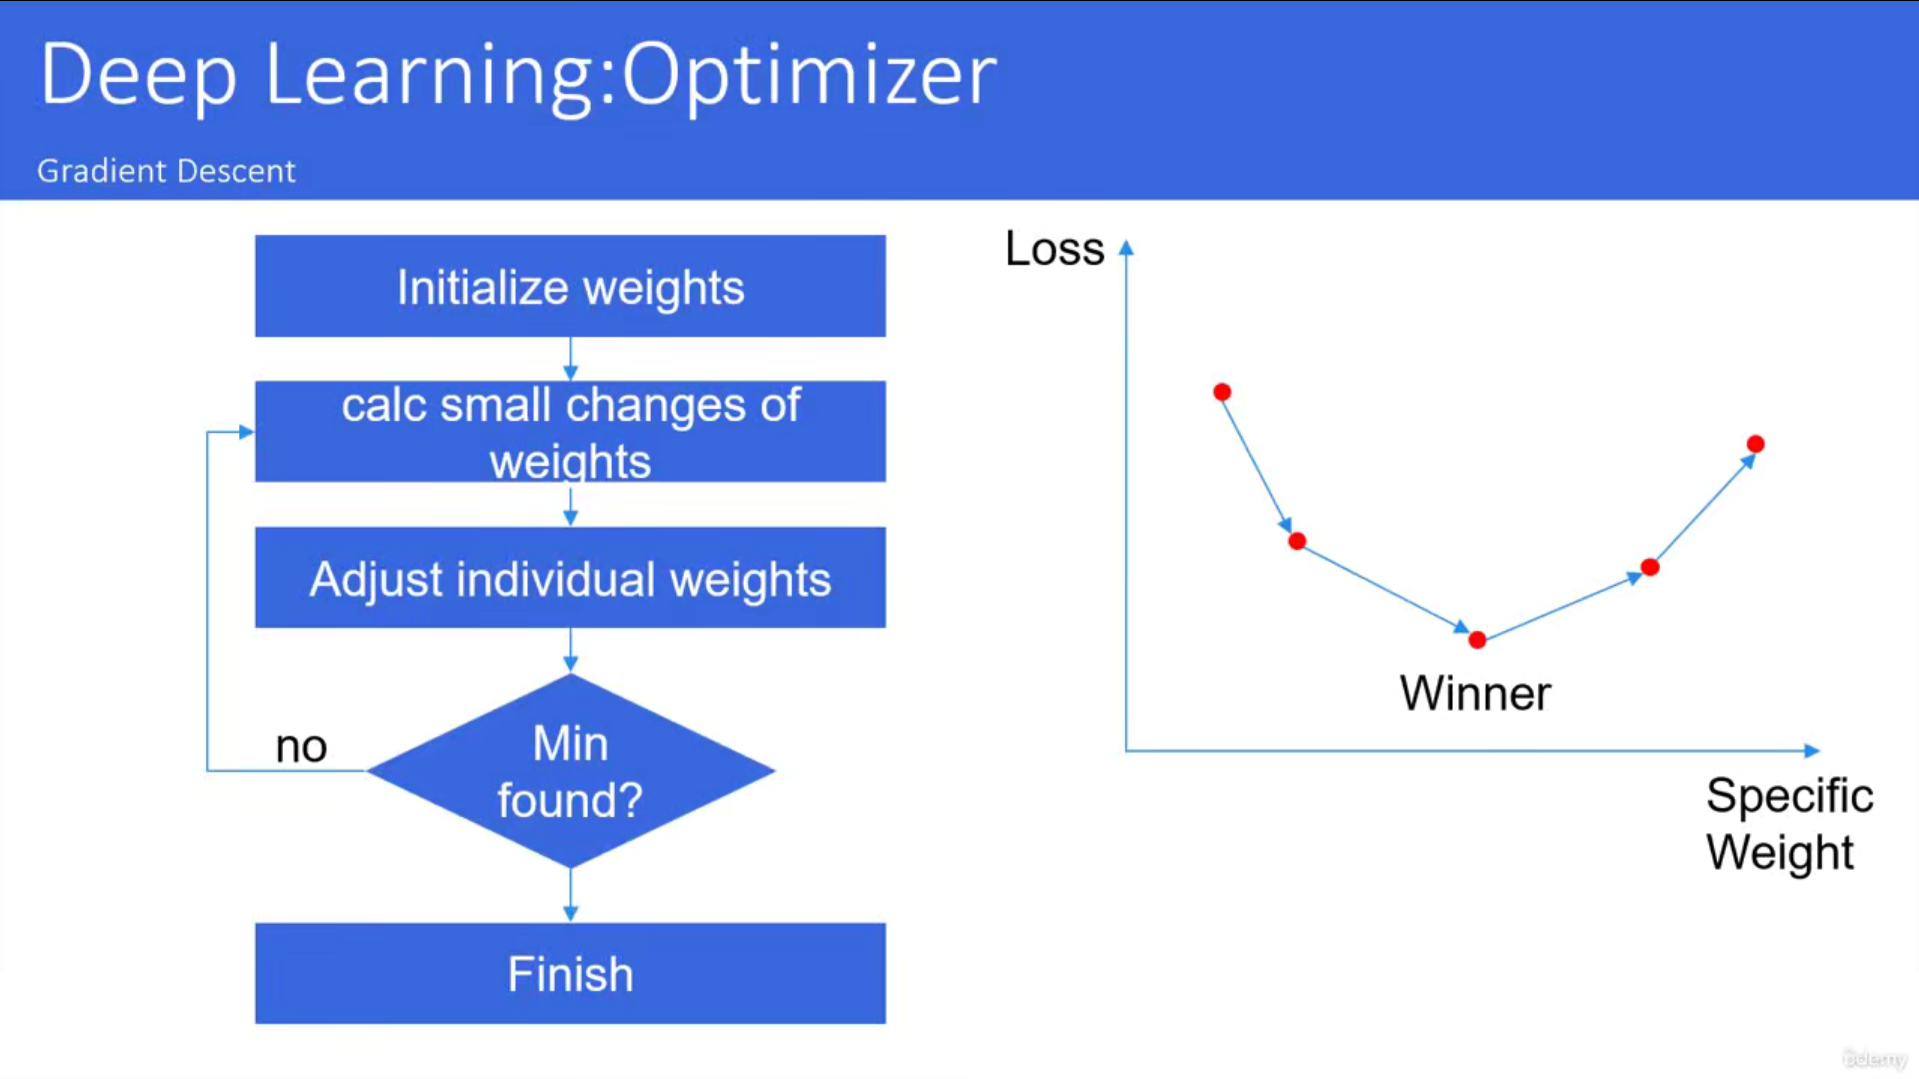 Deep Learning:Optimizer
Gradient Descent
Initialize weights
calc small changes of
weights
Adjust individual weights
Min
found?
no
Finish
Loss
Winner
Specific
Weight
ûdemy